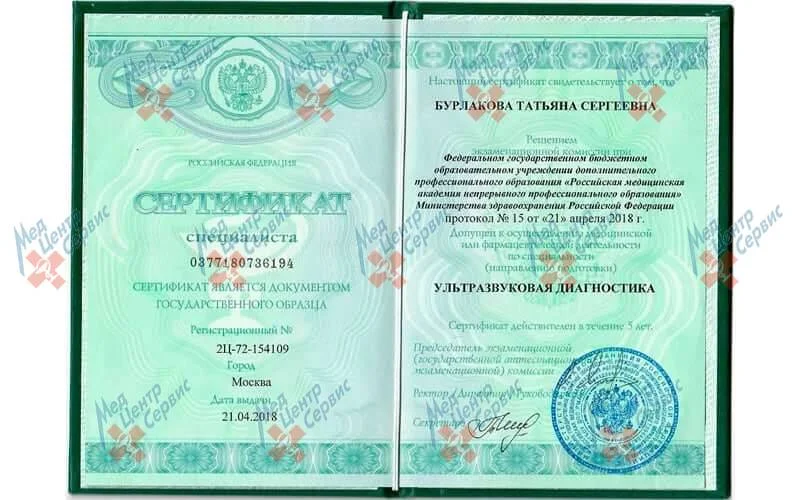 РОССИЙСКАЯ ФЕДЕРАЦИЯ
СЕРТИФИКАТ
специалиста
0377180736194
СЕРТИФИКАТ ЯВЛЯЕТСЯ ДОКУМЕНТОМ
ГОСУДАРСТВЕННОГО ОБРАЗЦА
Регистрационный №
2Ц-72-154109
Город
Москва
Дата выдачи
21.04.2018
Настоящий сертификат свидетельствует о том, что
БУРЛАКОВА ТАТЬЯНА СЕРГЕЕВНА
Решением
экзаменационной комиссии при
Федеральном государственном бюджетном
образовательном учреждении дополнительного
профессионального образования «Российская медицинская
академия непрерывного профессионального образования»
Министерства здравоохранения Российской Федерации
протокол № 15 от «21» апреля 2018 г.
Допущен к осуществлению медицинской
или фармацевтической деятельности
по специальности
(направлению подготовки)
УЛЬТРАЗВУКОВАЯ ДИАГНОСТИКА
Сертификат действителен в течение 5 лет.
Председатель экзаменационной
(государственной аттестационной
экзаменационной) комиссии
Ректор (Директор)
Секретарь
Мед Центр Сервис